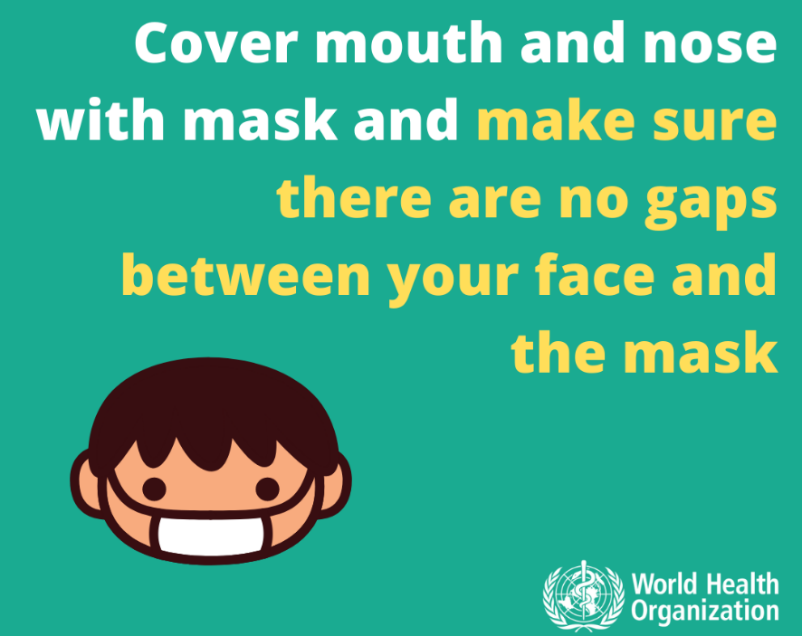 Cover mouth and nose
with mask and make sure
there are no gaps
between your face and
the mask
World Health
Organization